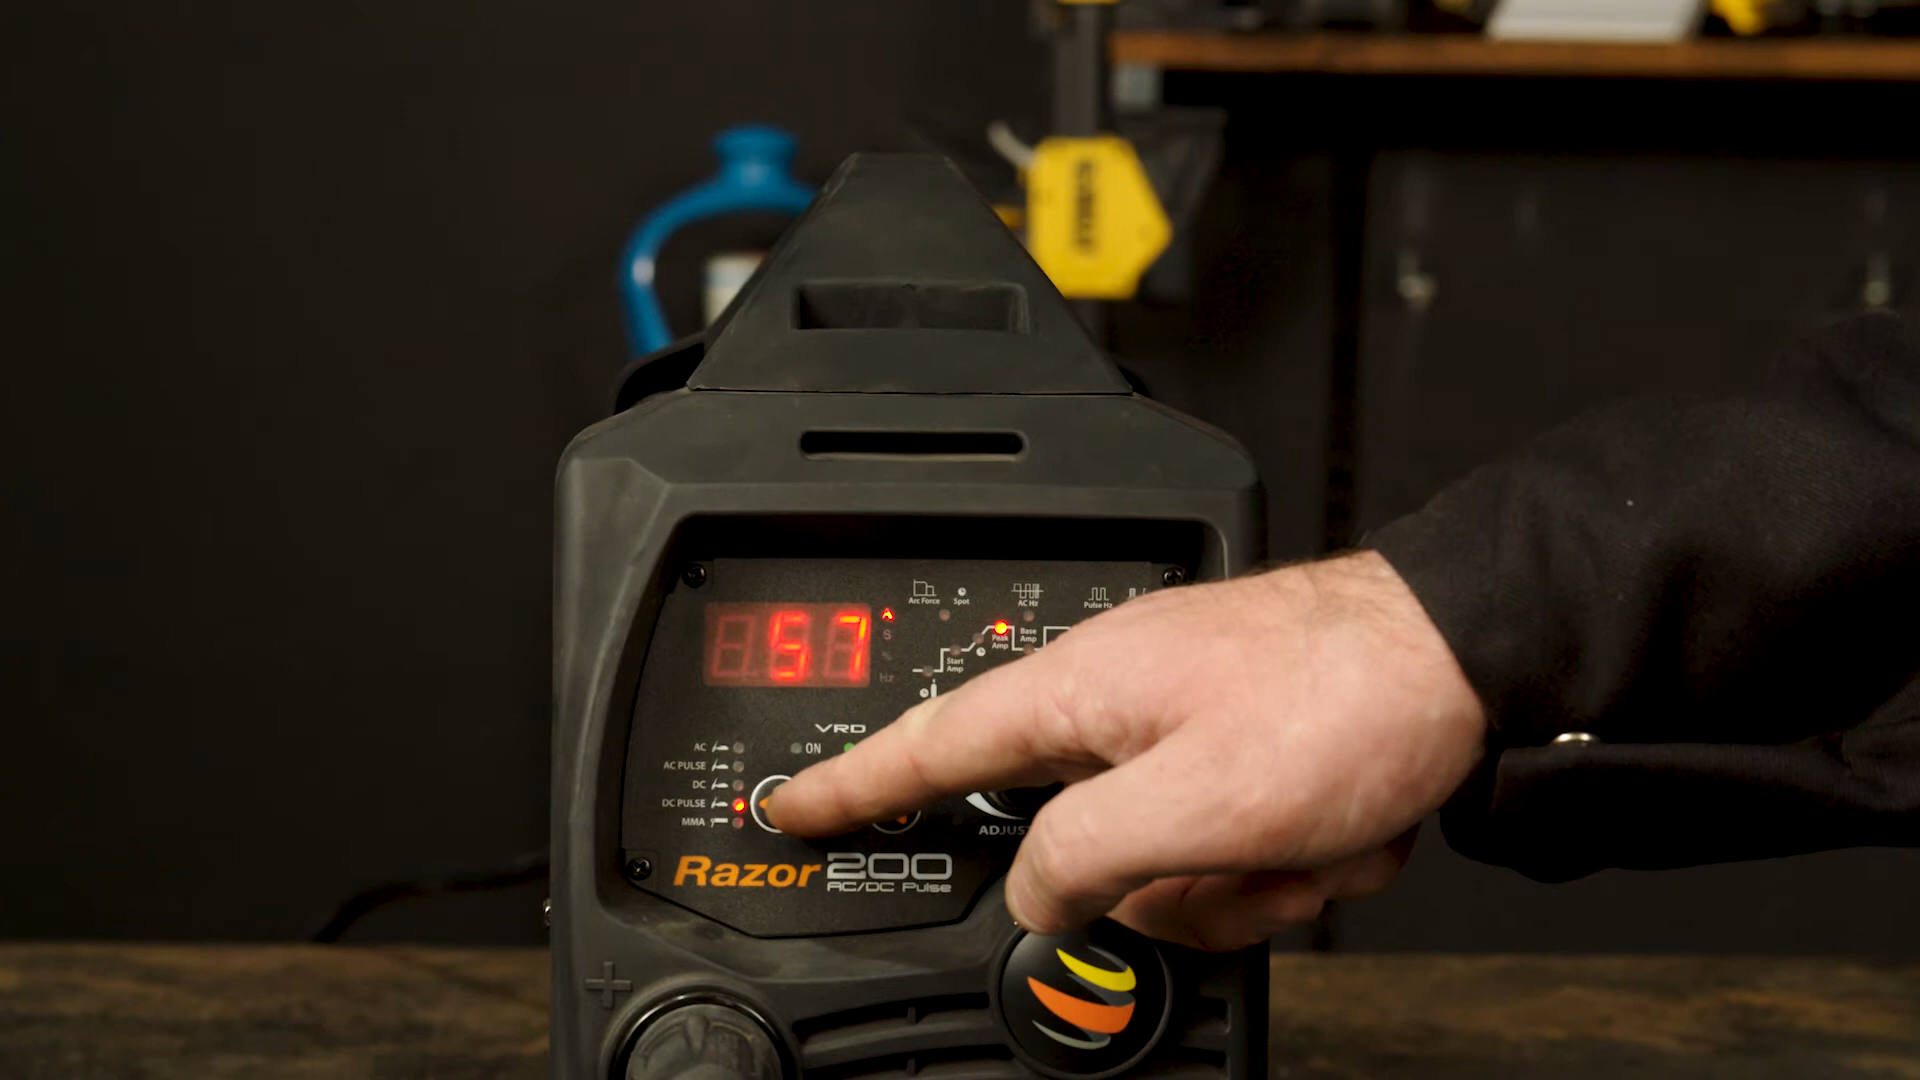 Arc Force
Spot
AC Hz
Pulse Hz
57
A
S
%
Hz
Peak
Amp
Base
Amp
Start
Amp
VRD
ON
AC
AC PULSE
DC
DC PULSE
MMA
Razor 200
AC/DC Pulse
+